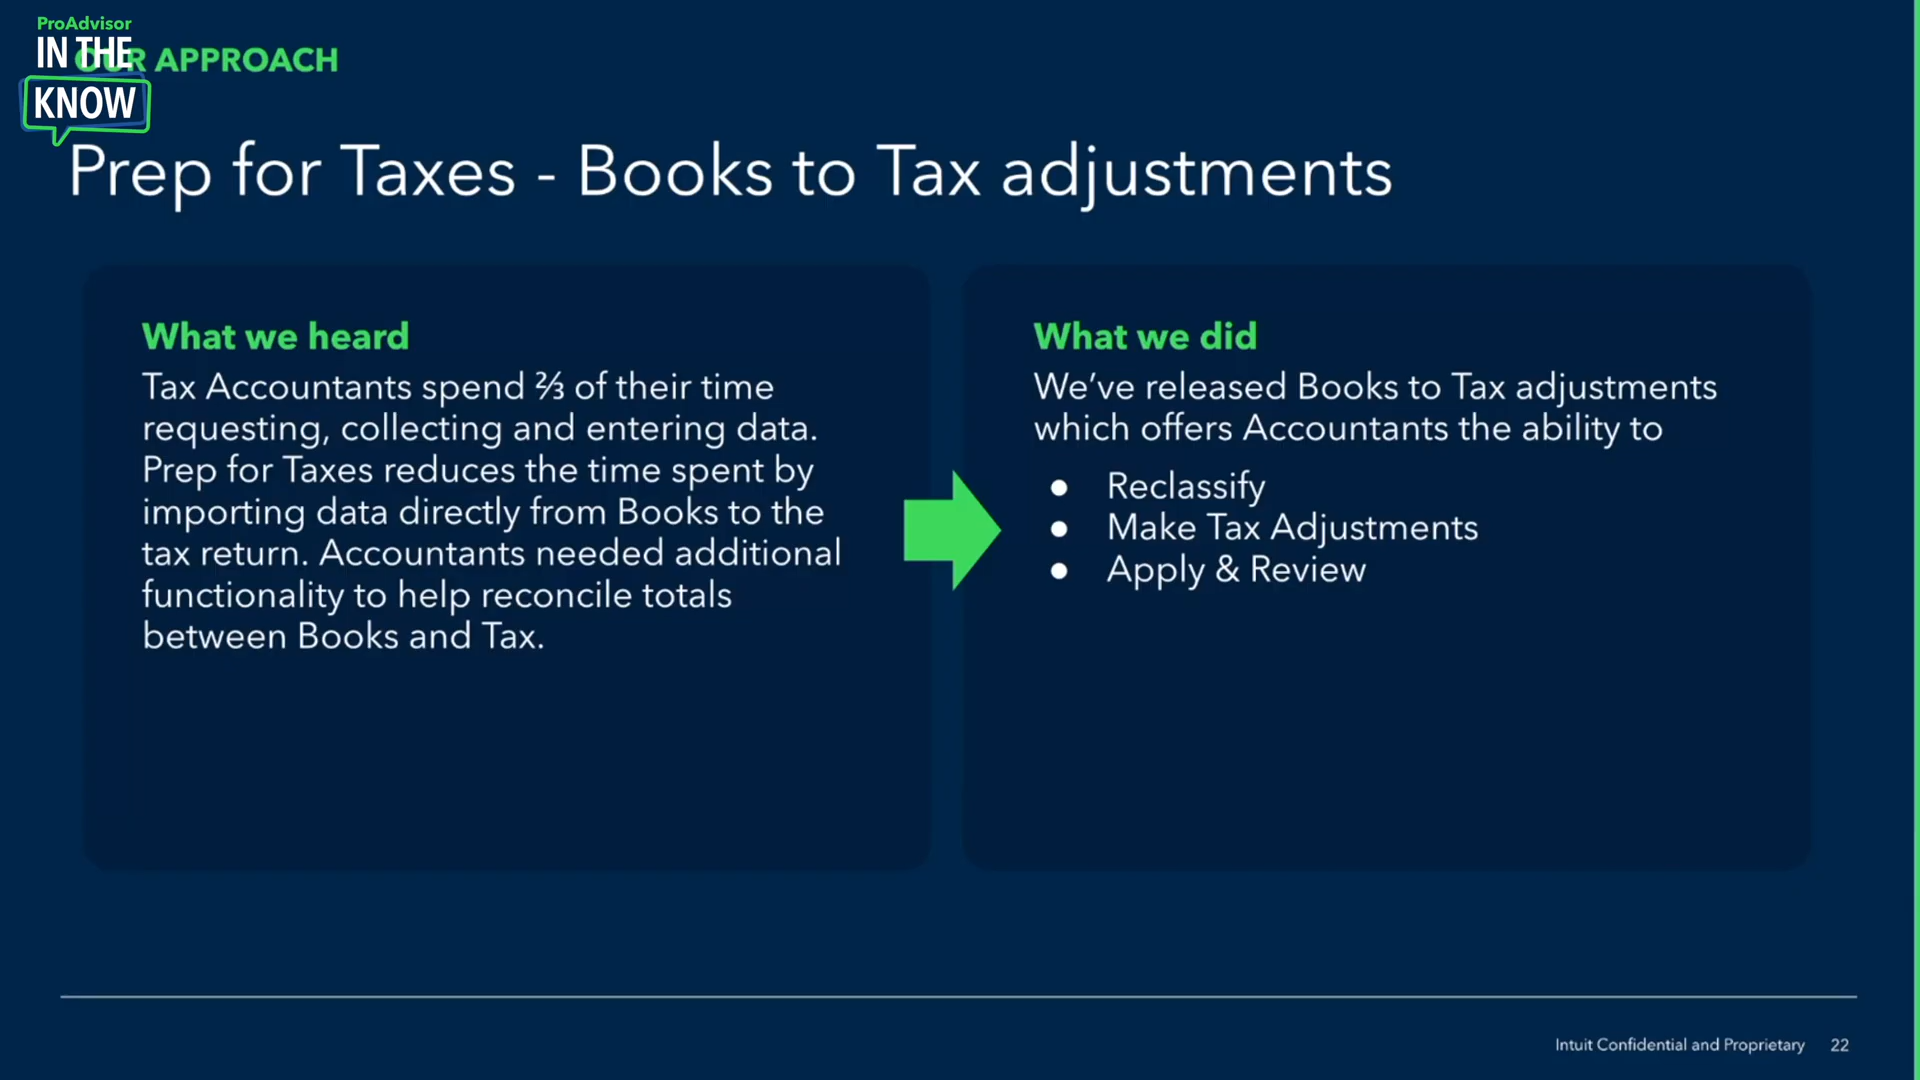 ProAdvisor
IN THE
KNOW
OUR APPROACH
Prep for Taxes - Books to Tax adjustments
What we heard
Tax Accountants spend ⅔ of their time
requesting, collecting and entering data.
Prep for Taxes reduces the time spent by
importing data directly from Books to the
tax return. Accountants needed additional
functionality to help reconcile totals
between Books and Tax.
What we did
We’ve released Books to Tax adjustments
which offers Accountants the ability to
● Reclassify
● Make Tax Adjustments
● Apply & Review
Intuit Confidential and Proprietary 22